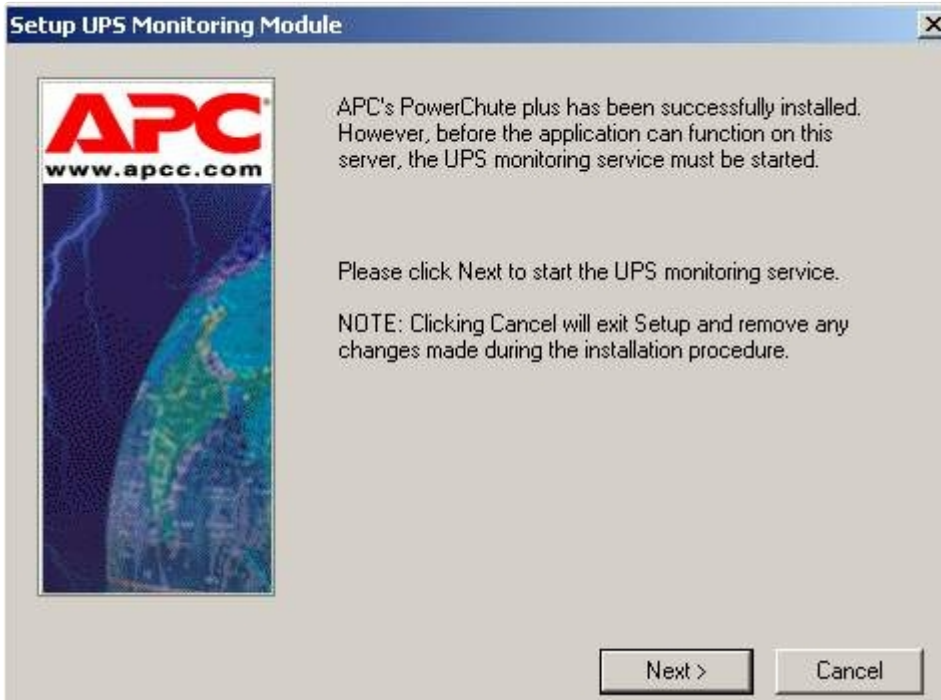 Setup UPS Monitoring Module
APC
www.apcc.com
APC's PowerChute plus has been successfully installed.
However, before the application can function on this
server, the UPS monitoring service must be started.
Please click Next to start the UPS monitoring service.
NOTE: Clicking Cancel will exit Setup and remove any
changes made during the installation procedure.
Next >
Cancel